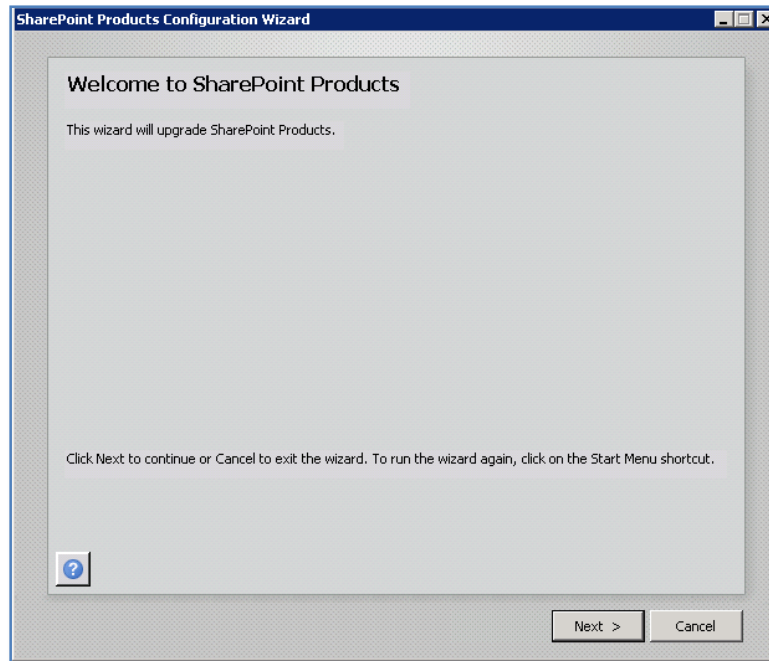 SharePoint Products Configuration Wizard
Welcome to SharePoint Products
This wizard will upgrade SharePoint Products.
Click Next to continue or Cancel to exit the wizard. To run the wizard again, click on the Start Menu shortcut.
?
Next >
Cancel